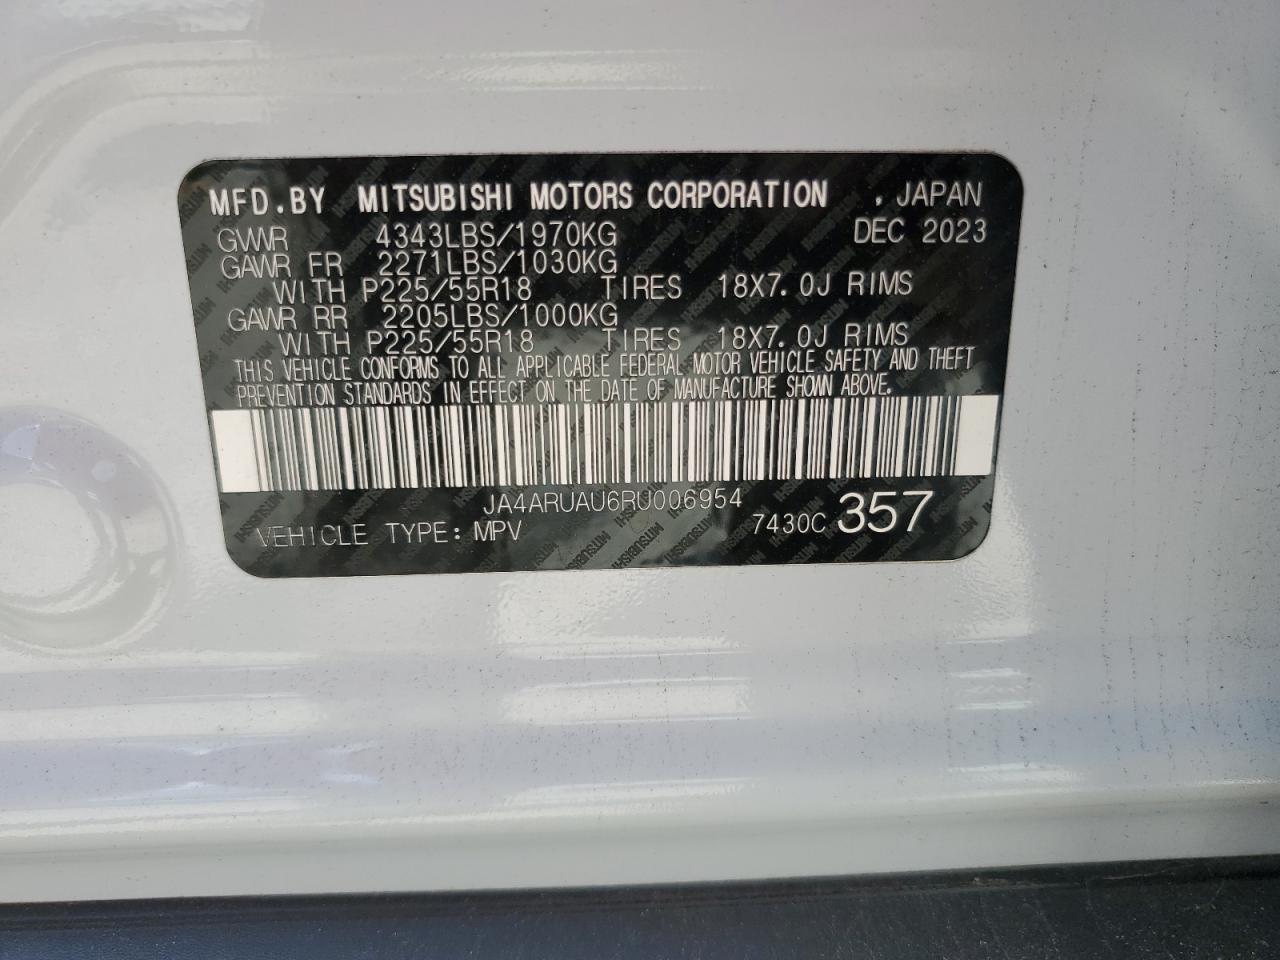 MFD.BY MITSUBISHI MOTORS CORPORATION , JAPAN
GVWR 4343LBS/1970KG DEC 2023
GAWR FR 2271LBS/1030KG
WITH P225/55R18 TIRES 18X7.0J RIMS
GAWR RR 2205LBS/1000KG
WITH P225/55R18 TIRES 18X7.0J RIMS
THIS VEHICLE CONFORMS TO ALL APPLICABLE FEDERAL MOTOR VEHICLE SAFETY AND THEFT
PREVENTION STANDARDS IN EFFECT ON THE DATE OF MANUFACTURE SHOWN ABOVE.
JA4ARUAU6RU006954
VEHICLE TYPE: MPV 7430C 357